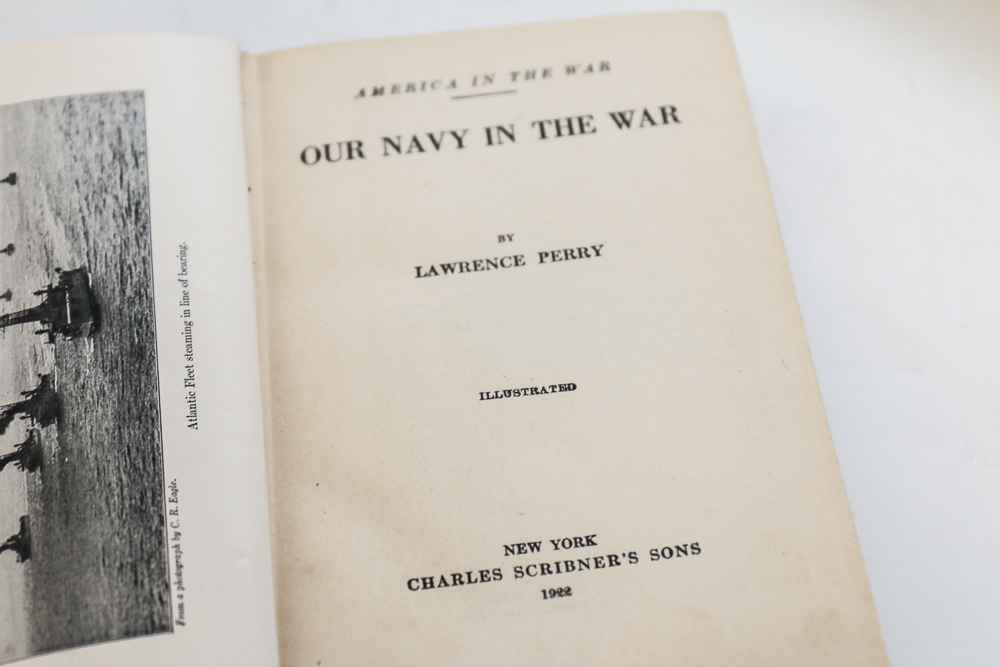 Atlantic Fleet steaming in line of bearing.
From a photograph by C. R. Eagle.
AMERICA IN THE WAR
OUR NAVY IN THE WAR
BY
LAWRENCE PERRY
ILLUSTRATED
NEW YORK
CHARLES SCRIBNER'S SONS
1922